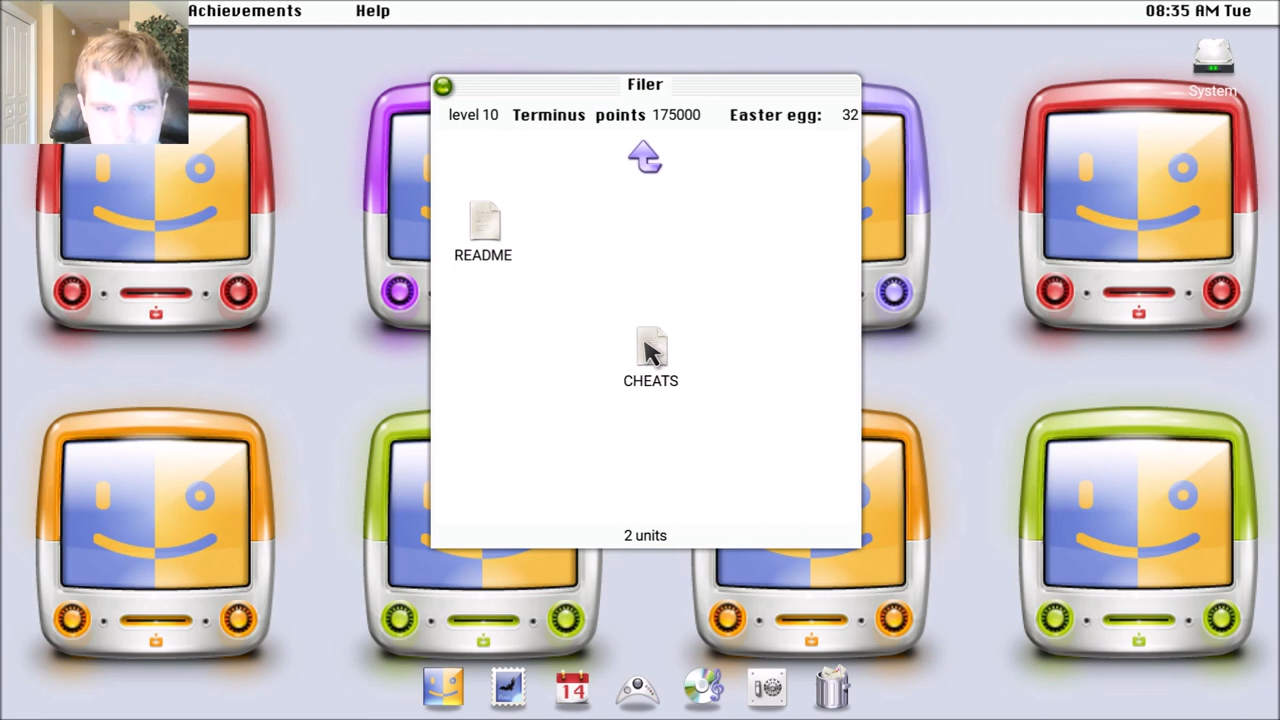 Achievements Help 08:35 AM Tue
Filer
System
level 10 Terminus points 175000 Easter egg: 32
README
CHEATS
2 units
14